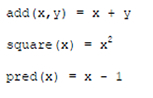 add(x,y) = x + y
square(x) = x²
pred(x) = x - 1